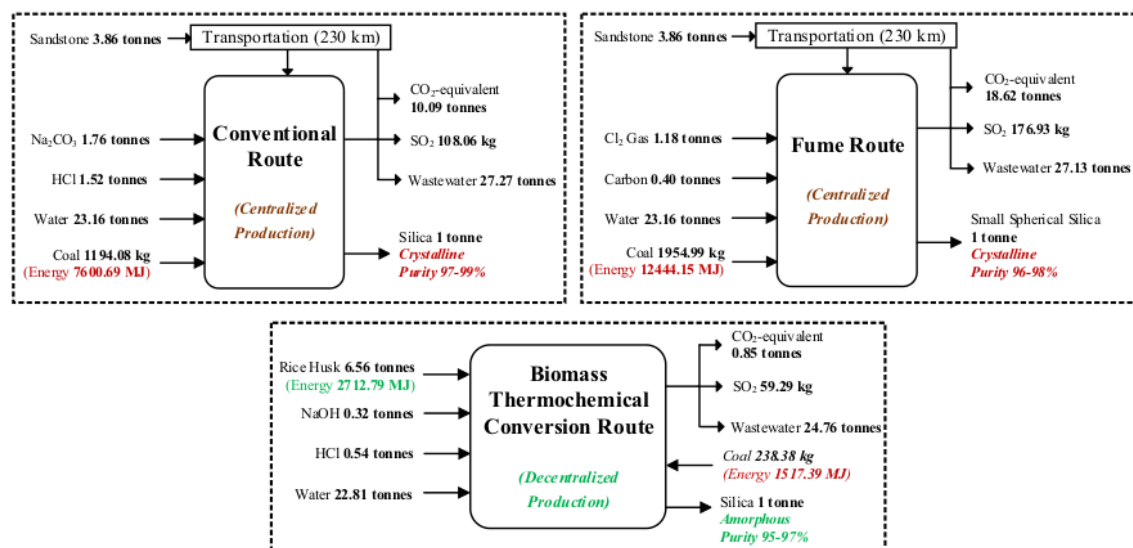 Sandstone 3.86 tonnes
Transportation (230 km)
CO₂-equivalent
10.09 tonnes
Conventional
Route
Na₂CO₃ 1.76 tonnes
SO₂ 108.06 kg
HCl 1.52 tonnes
Wastewater 27.27 tonnes
(Centralized
Production)
Water 23.16 tonnes
Coal 1194.08 kg
(Energy 7600.69 MJ)
Silica 1 tonne
Crystalline
Purity 97-99%
Sandstone 3.86 tonnes
Transportation (230 km)
CO₂-equivalent
18.62 tonnes
Cl₂ Gas 1.18 tonnes
Fume Route
SO₂ 176.93 kg
Carbon 0.40 tonnes
Wastewater 27.13 tonnes
(Centralized
Production)
Water 23.16 tonnes
Coal 1954.99 kg
(Energy 12444.15 MJ)
Small Spherical Silica
1 tonne
Crystalline
Purity 96-98%
Rice Husk 6.56 tonnes
(Energy 2712.79 MJ)
NaOH 0.32 tonnes
HCl 0.54 tonnes
Water 22.81 tonnes
Biomass
Thermochemical
Conversion Route
(Decentralized
Production)
CO₂-equivalent
0.85 tonnes
SO₂ 59.29 kg
Wastewater 24.76 tonnes
Coal 238.38 kg
(Energy 1517.39 MJ)
Silica 1 tonne
Amorphous
Purity 95-97%